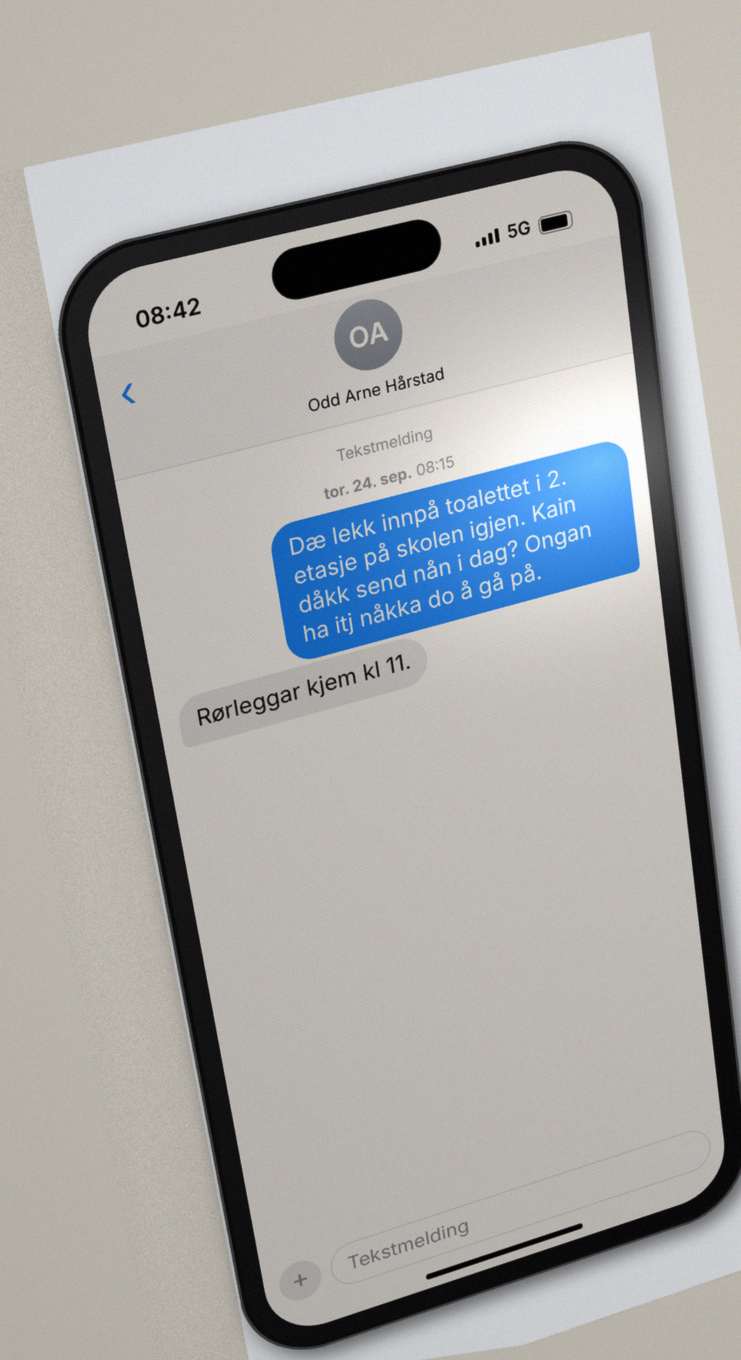 08:42
5G
OA
Odd Arne Hårstad
Tekstmelding
tor. 24. sep. 08:15
Dæ lekk innpå toalettet i 2.
etasje på skolen igjen. Kain
dåkk send nån i dag? Ongan
ha itj nåkka do å gå på.
Rørleggar kjem kl 11.
+
Tekstmelding